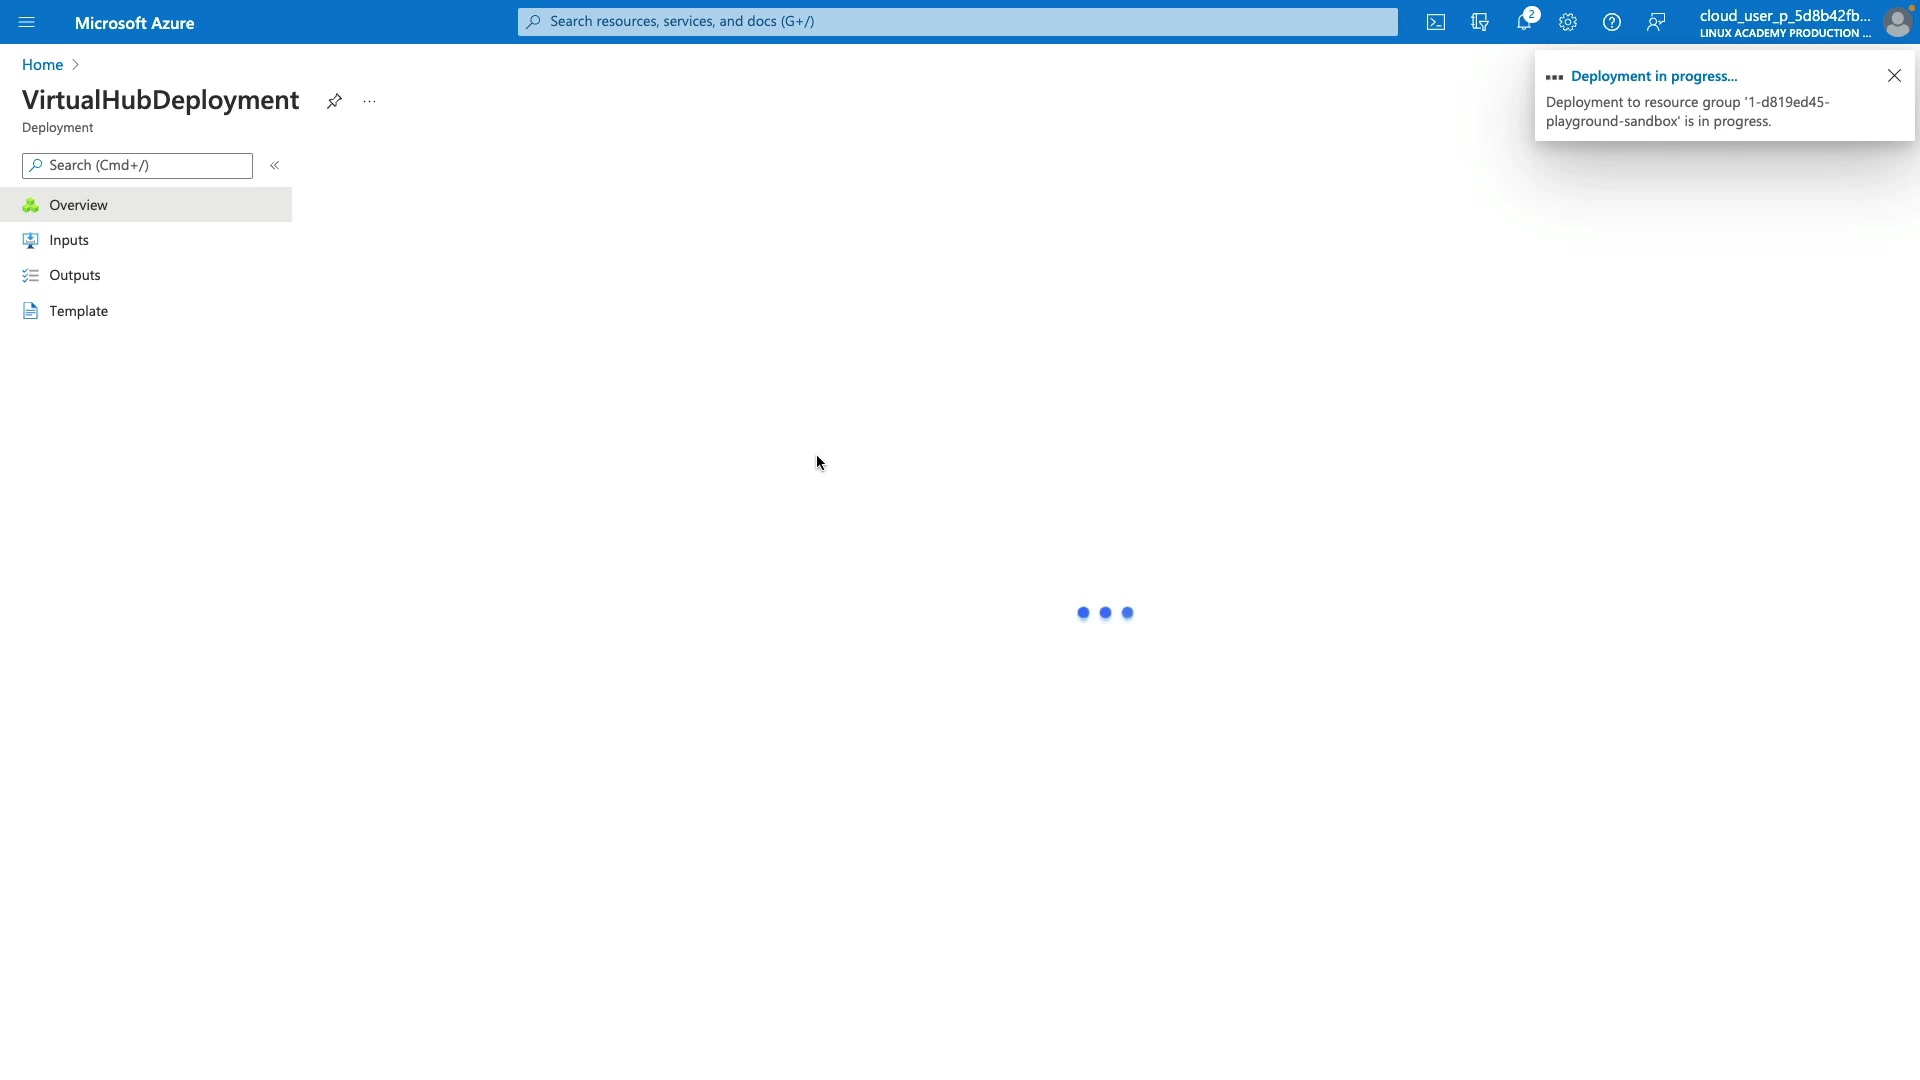 Microsoft Azure
Search resources, services, and docs (G+/)
2
cloud_user_p_5d8b42fb...
LINUX ACADEMY PRODUCTION ...
Home
VirtualHubDeployment
...
Deployment
Search (Cmd+/)
«
Overview
Inputs
Outputs
Template
Deployment in progress...
Deployment to resource group '1-d819ed45-
playground-sandbox' is in progress.